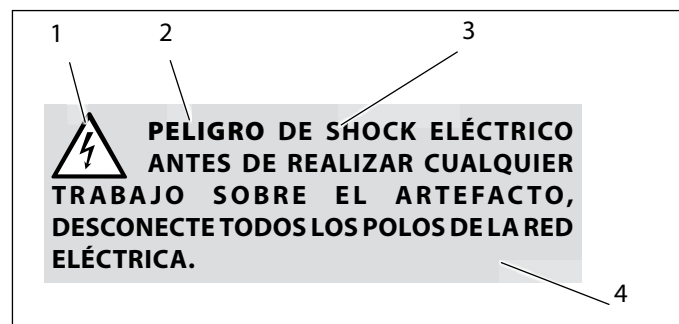 1 2 3
PELIGRO DE SHOCK ELÉCTRICO
ANTES DE REALIZAR CUALQUIER
TRABAJO SOBRE EL ARTEFACTO,
DESCONECTE TODOS LOS POLOS DE LA RED
ELÉCTRICA.
4